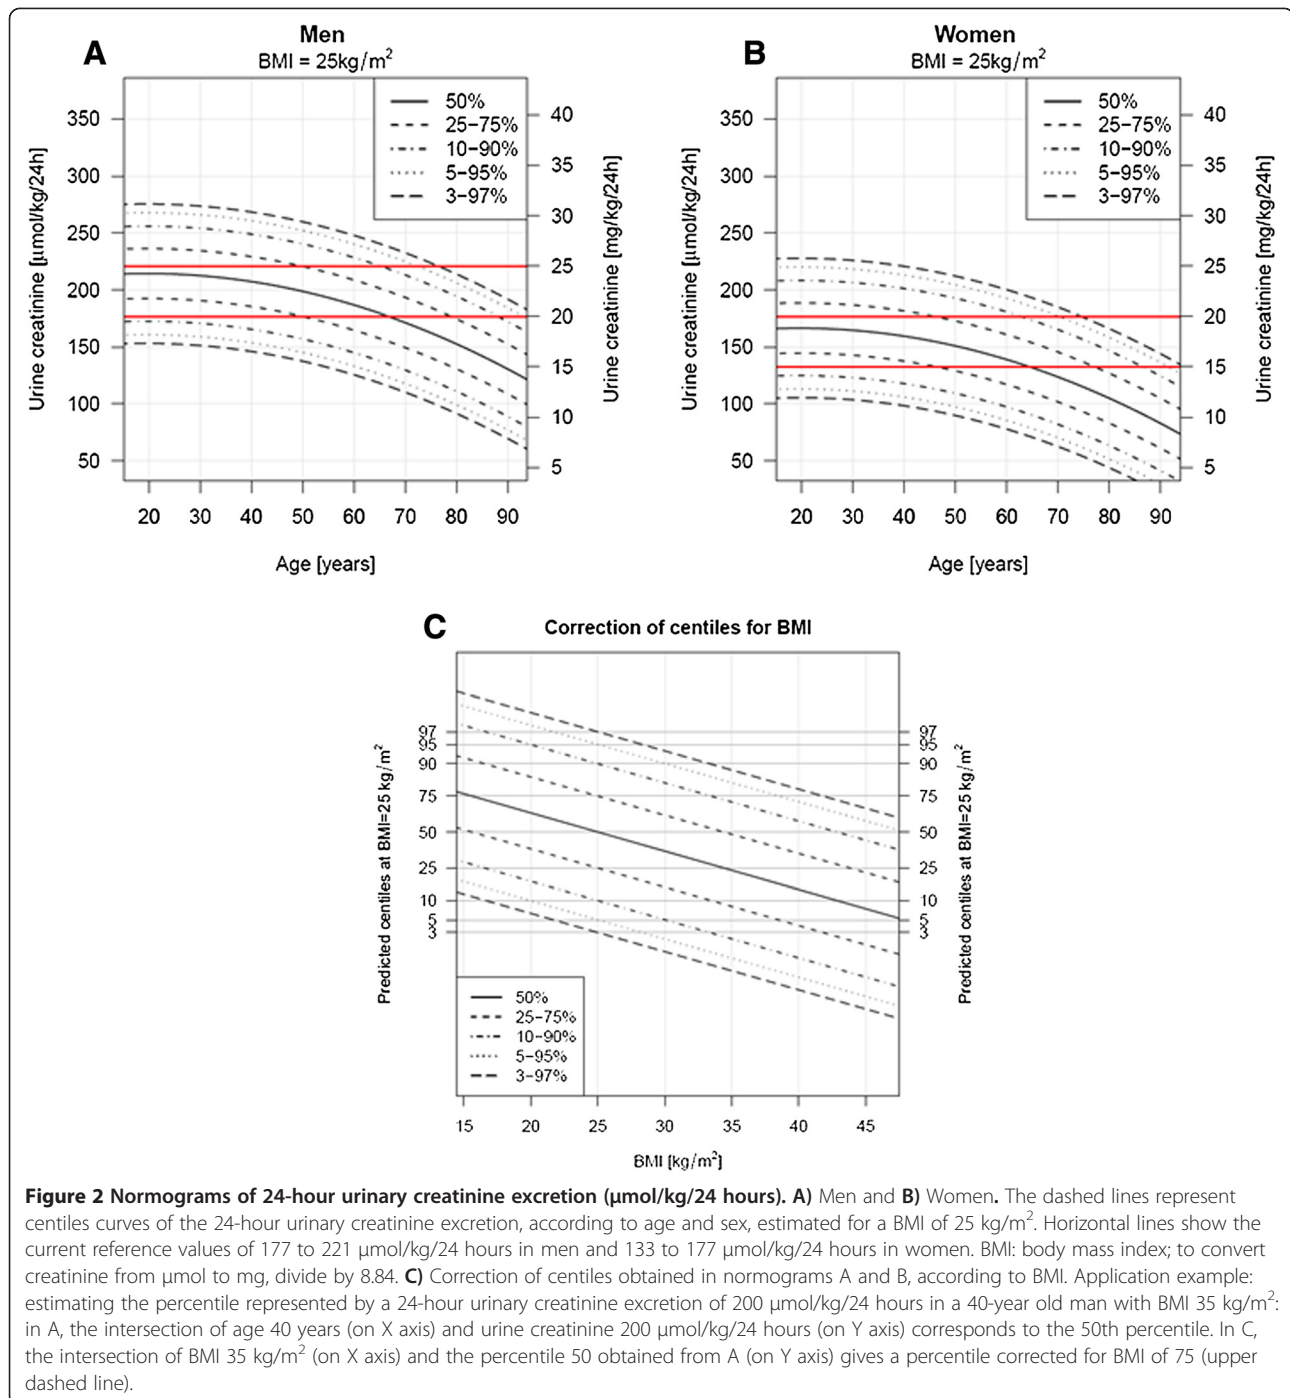 A
Men
BMI = 25kg/m²
50%
25–75%
10–90%
5–95%
3–97%
350
300
250
200
150
100
50
40
35
30
25
20
15
10
5
Urine creatinine [µmol/kg/24h]
Urine creatinine [mg/kg/24h]
20 30 40 50 60 70 80 90
Age [years]
B
Women
BMI = 25kg/m²
50%
25–75%
10–90%
5–95%
3–97%
350
300
250
200
150
100
50
40
35
30
25
20
15
10
5
Urine creatinine [µmol/kg/24h]
Urine creatinine [mg/kg/24h]
20 30 40 50 60 70 80 90
Age [years]
C
Correction of centiles for BMI
97
95
90
75
50
25
10
5
3
97
95
90
75
50
25
10
5
3
Predicted centiles at BMI=25 kg/m²
Predicted centiles at BMI=25 kg/m²
50%
25–75%
10–90%
5–95%
3–97%
15 20 25 30 35 40 45
BMI [kg/m²]
Figure 2 Normograms of 24-hour urinary creatinine excretion (µmol/kg/24 hours). A) Men and B) Women. The dashed lines represent
centiles curves of the 24-hour urinary creatinine excretion, according to age and sex, estimated for a BMI of 25 kg/m². Horizontal lines show the
current reference values of 177 to 221 µmol/kg/24 hours in men and 133 to 177 µmol/kg/24 hours in women. BMI: body mass index; to convert
creatinine from µmol to mg, divide by 8.84. C) Correction of centiles obtained in normograms A and B, according to BMI. Application example:
estimating the percentile represented by a 24-hour urinary creatinine excretion of 200 µmol/kg/24 hours in a 40-year old man with BMI 35 kg/m²:
in A, the intersection of age 40 years (on X axis) and urine creatinine 200 µmol/kg/24 hours (on Y axis) corresponds to the 50th percentile. In C,
the intersection of BMI 35 kg/m² (on X axis) and the percentile 50 obtained from A (on Y axis) gives a percentile corrected for BMI of 75 (upper
dashed line).